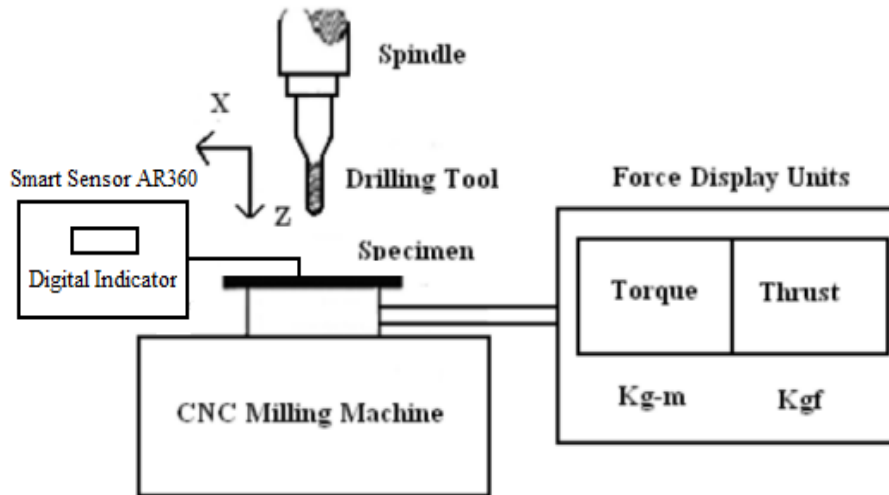 Spindle
X
Smart Sensor AR360
Drilling Tool
Force Display Units
Z
Specimen
Digital Indicator
Torque
Thrust
Kg-m
Kgf
CNC Milling Machine